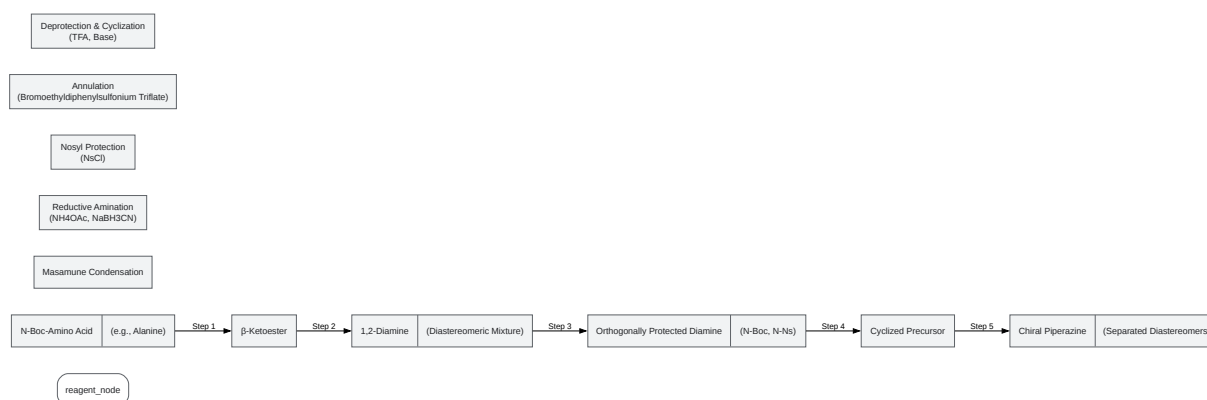 Deprotection & Cyclization
(TFA, Base)
Annulation
(Bromoethyldiphenylsulfonium Triflate)
Nosyl Protection
(NsCl)
Reductive Amination
(NH4OAc, NaBH3CN)
Masamune Condensation
N-Boc-Amino Acid (e.g., Alanine) Step 1 β-Ketoester Step 2 1,2-Diamine (Diastereomeric Mixture) Step 3 Orthogonally Protected Diamine (N-Boc, N-Ns) Step 4 Cyclized Precursor Step 5 Chiral Piperazine (Separated Diastereomers
reagent_node